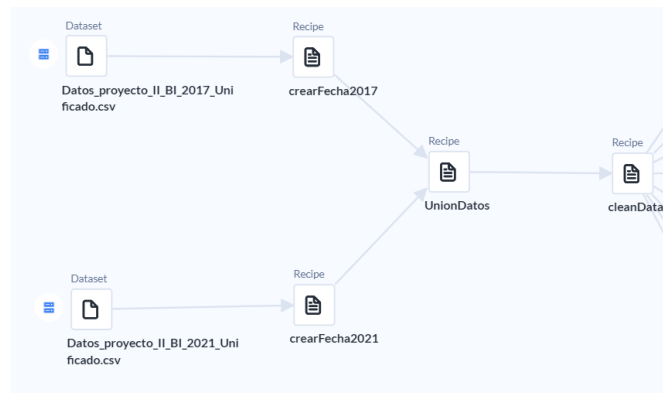 Dataset
Datos_proyecto_II_BI_2017_Uni
ficado.csv
Recipe
crearFecha2017
Recipe
UnionDatos
Recipe
cleanData
Dataset
Datos_proyecto_II_BI_2021_Uni
ficado.csv
Recipe
crearFecha2021